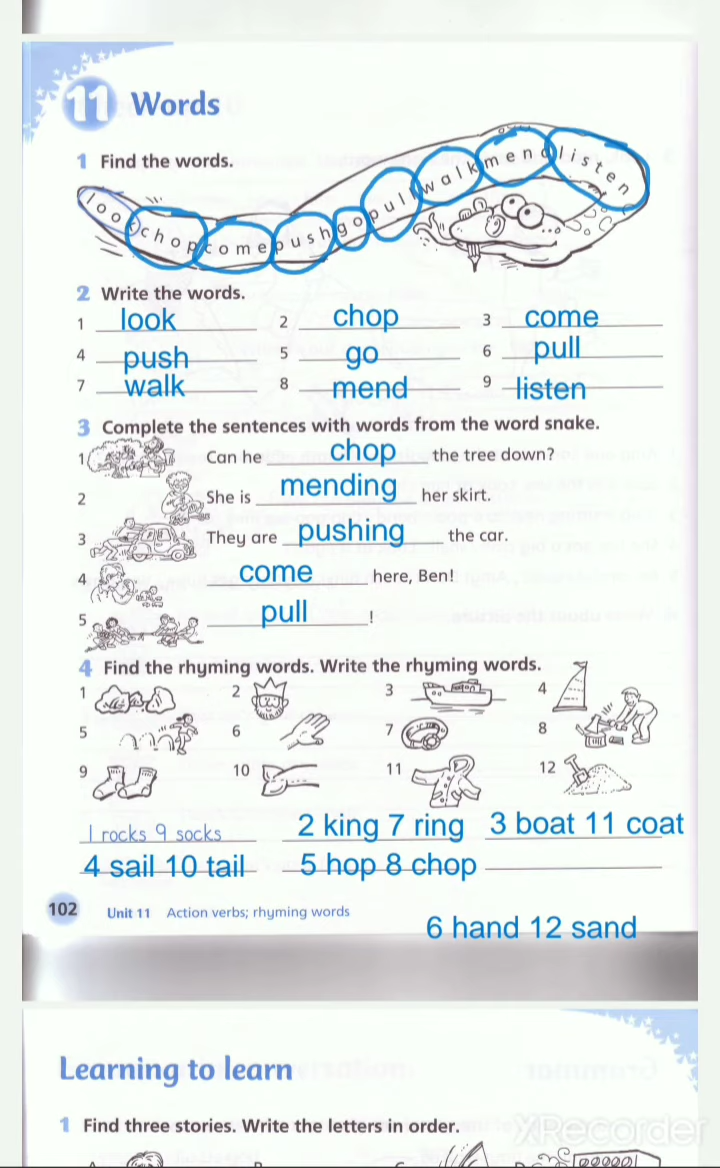 11 Words
1 Find the words.
lookchopcomepushgopullwalkmendlisten
2 Write the words.
1 look 2 chop 3 come
4 push 5 go 6 pull
7 walk 8 mend 9 listen
3 Complete the sentences with words from the word snake.
1 Can he chop the tree down?
2 She is mending her skirt.
3 They are pushing the car.
4 come here, Ben!
5 pull !
4 Find the rhyming words. Write the rhyming words.
1 2 3 4
5 6 7 8
9 10 11 12
1 rocks 9 socks 2 king 7 ring 3 boat 11 coat
4 sail 10 tail 5 hop 8 chop
102 Unit 11 Action verbs; rhyming words
6 hand 12 sand
Learning to learn
1 Find three stories. Write the letters in order.
XRecorder